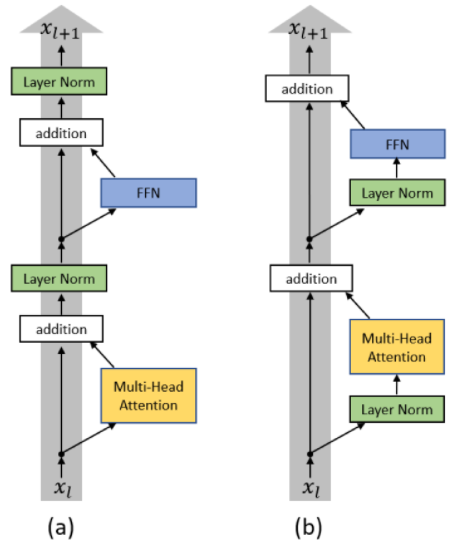 x_{l+1}
Layer Norm
addition
FFN
Layer Norm
addition
Multi-Head
Attention
x_l
(a)
x_{l+1}
addition
FFN
Layer Norm
addition
Multi-Head
Attention
Layer Norm
x_l
(b)